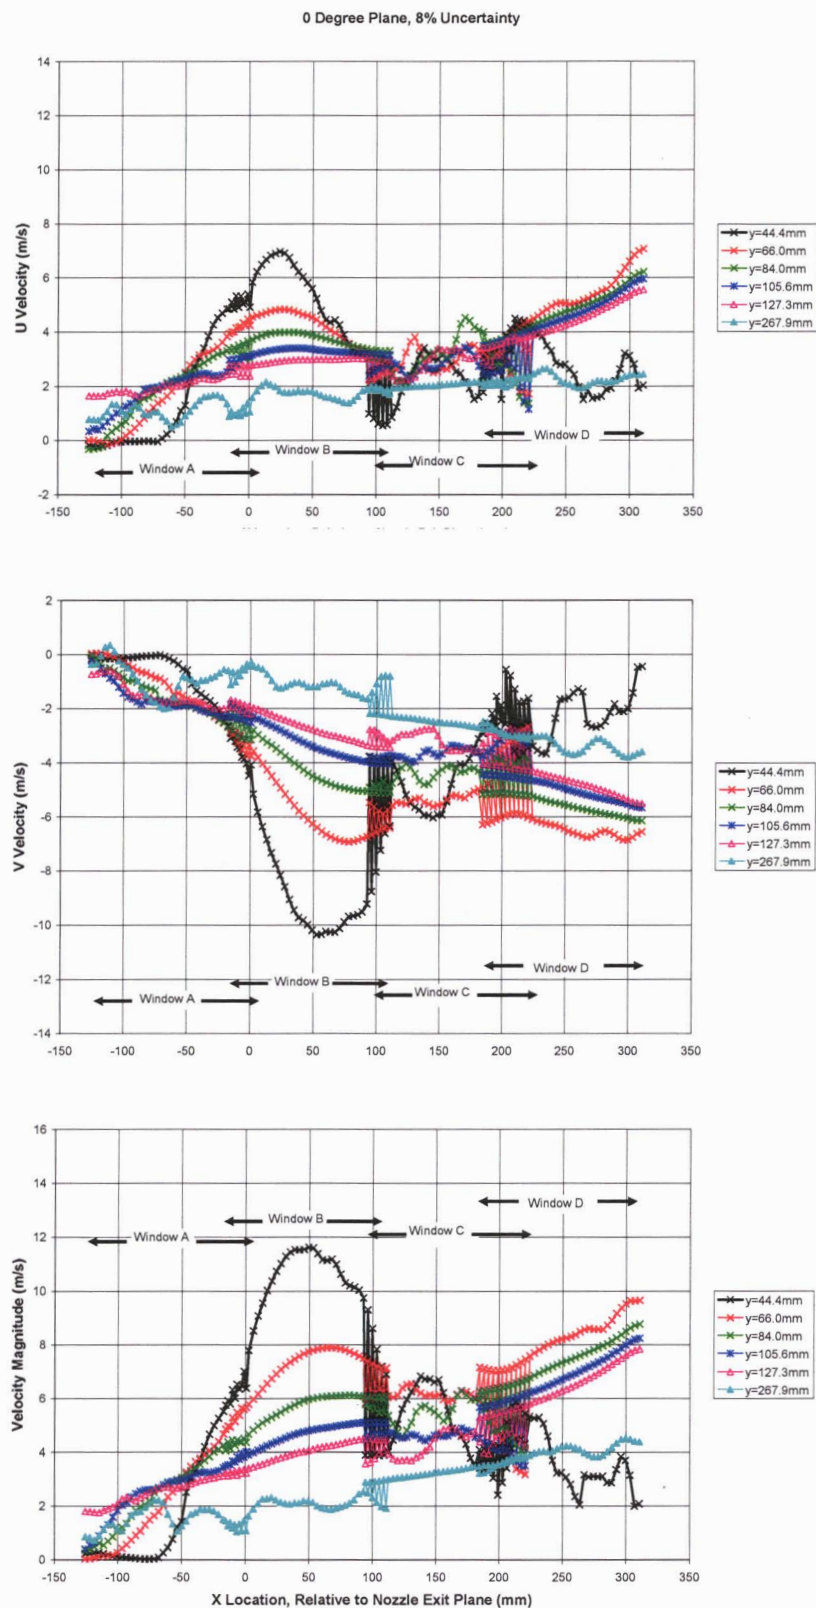 0 Degree Plane, 8% Uncertainty
14
12
10
8
6
4
2
0
-2
U Velocity (m/s)
-150 -100 -50 0 50 100 150 200 250 300 350
Window A
Window B
Window C
Window D
y=44.4mm
y=66.0mm
y=84.0mm
y=105.6mm
y=127.3mm
y=267.9mm
2
0
-2
-4
-6
-8
-10
-12
-14
V Velocity (m/s)
Window A
Window B
Window C
Window D
-150 -100 -50 0 50 100 150 200 250 300 350
y=44.4mm
y=66.0mm
y=84.0mm
y=105.6mm
y=127.3mm
y=267.9mm
16
14
12
10
8
6
4
2
0
Velocity Magnitude (m/s)
Window A
Window B
Window C
Window D
-150 -100 -50 0 50 100 150 200 250 300 350
X Location, Relative to Nozzle Exit Plane (mm)
y=44.4mm
y=66.0mm
y=84.0mm
y=105.6mm
y=127.3mm
y=267.9mm